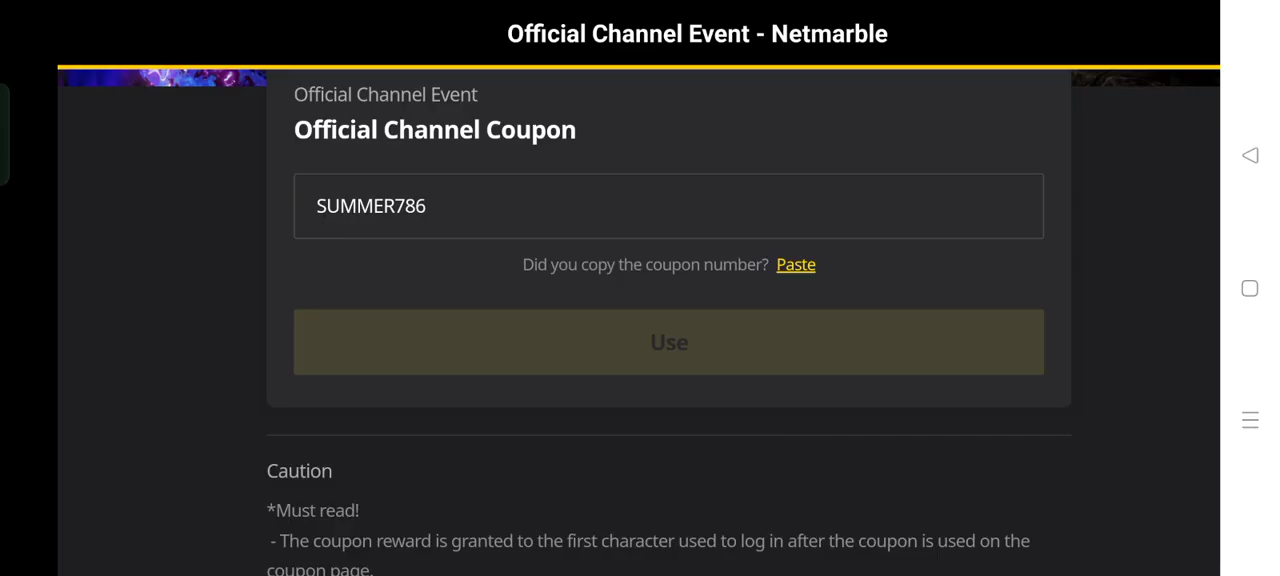 Official Channel Event - Netmarble
Official Channel Event
Official Channel Coupon
SUMMER786
Did you copy the coupon number? Paste
Use
Caution
*Must read!
- The coupon reward is granted to the first character used to log in after the coupon is used on the
coupon page.